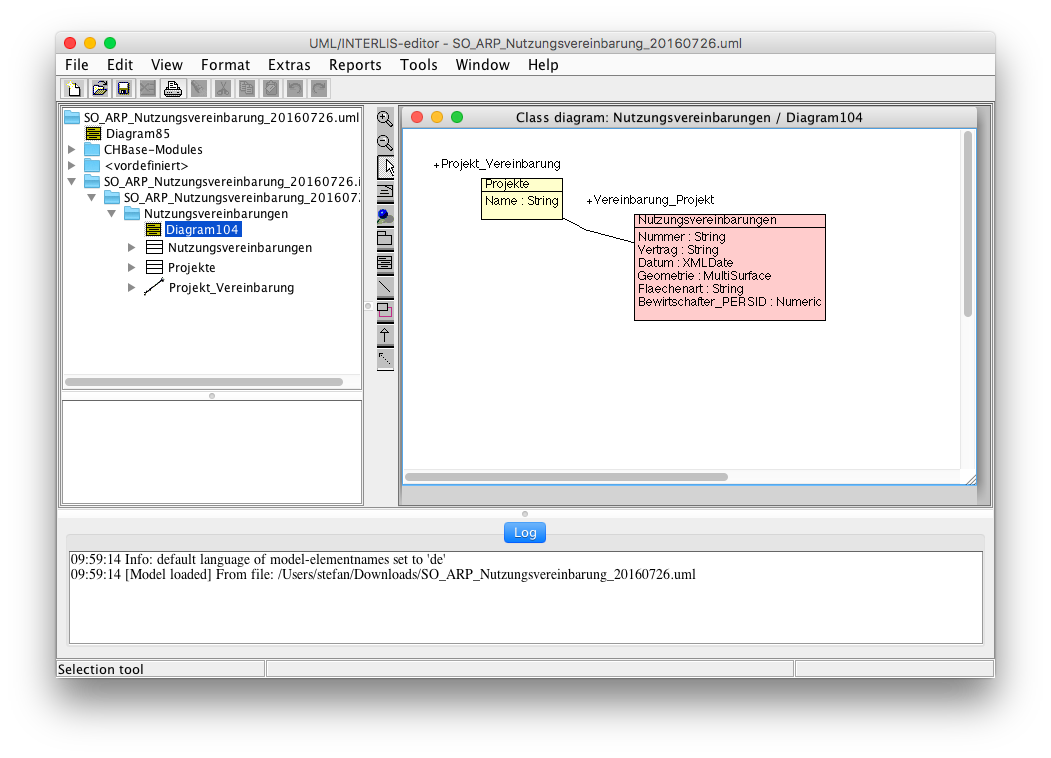 UML/INTERLIS-editor - SO_ARP_Nutzungsvereinbarung_20160726.uml
File Edit View Format Extras Reports Tools Window Help
SO_ARP_Nutzungsvereinbarung_20160726.uml
Diagram85
CHBase-Modules
<vordefiniert>
SO_ARP_Nutzungsvereinbarung_20160726.i
SO_ARP_Nutzungsvereinbarung_20160726.
Nutzungsvereinbarungen
Diagram104
Nutzungsvereinbarungen
Projekte
Projekt_Vereinbarung
Class diagram: Nutzungsvereinbarungen / Diagram104
+Projekt_Vereinbarung
Projekte
Name : String
+Vereinbarung_Projekt
Nutzungsvereinbarungen
Nummer : String
Vertrag : String
Datum : XMLDate
Geometrie : MultiSurface
Flaechenart : String
Bewirtschafter_PERSID : Numeric
Log
09:59:14 Info: default language of model-elementnames set to 'de'
09:59:14 [Model loaded] From file: /Users/stefan/Downloads/SO_ARP_Nutzungsvereinbarung_20160726.uml
Selection tool